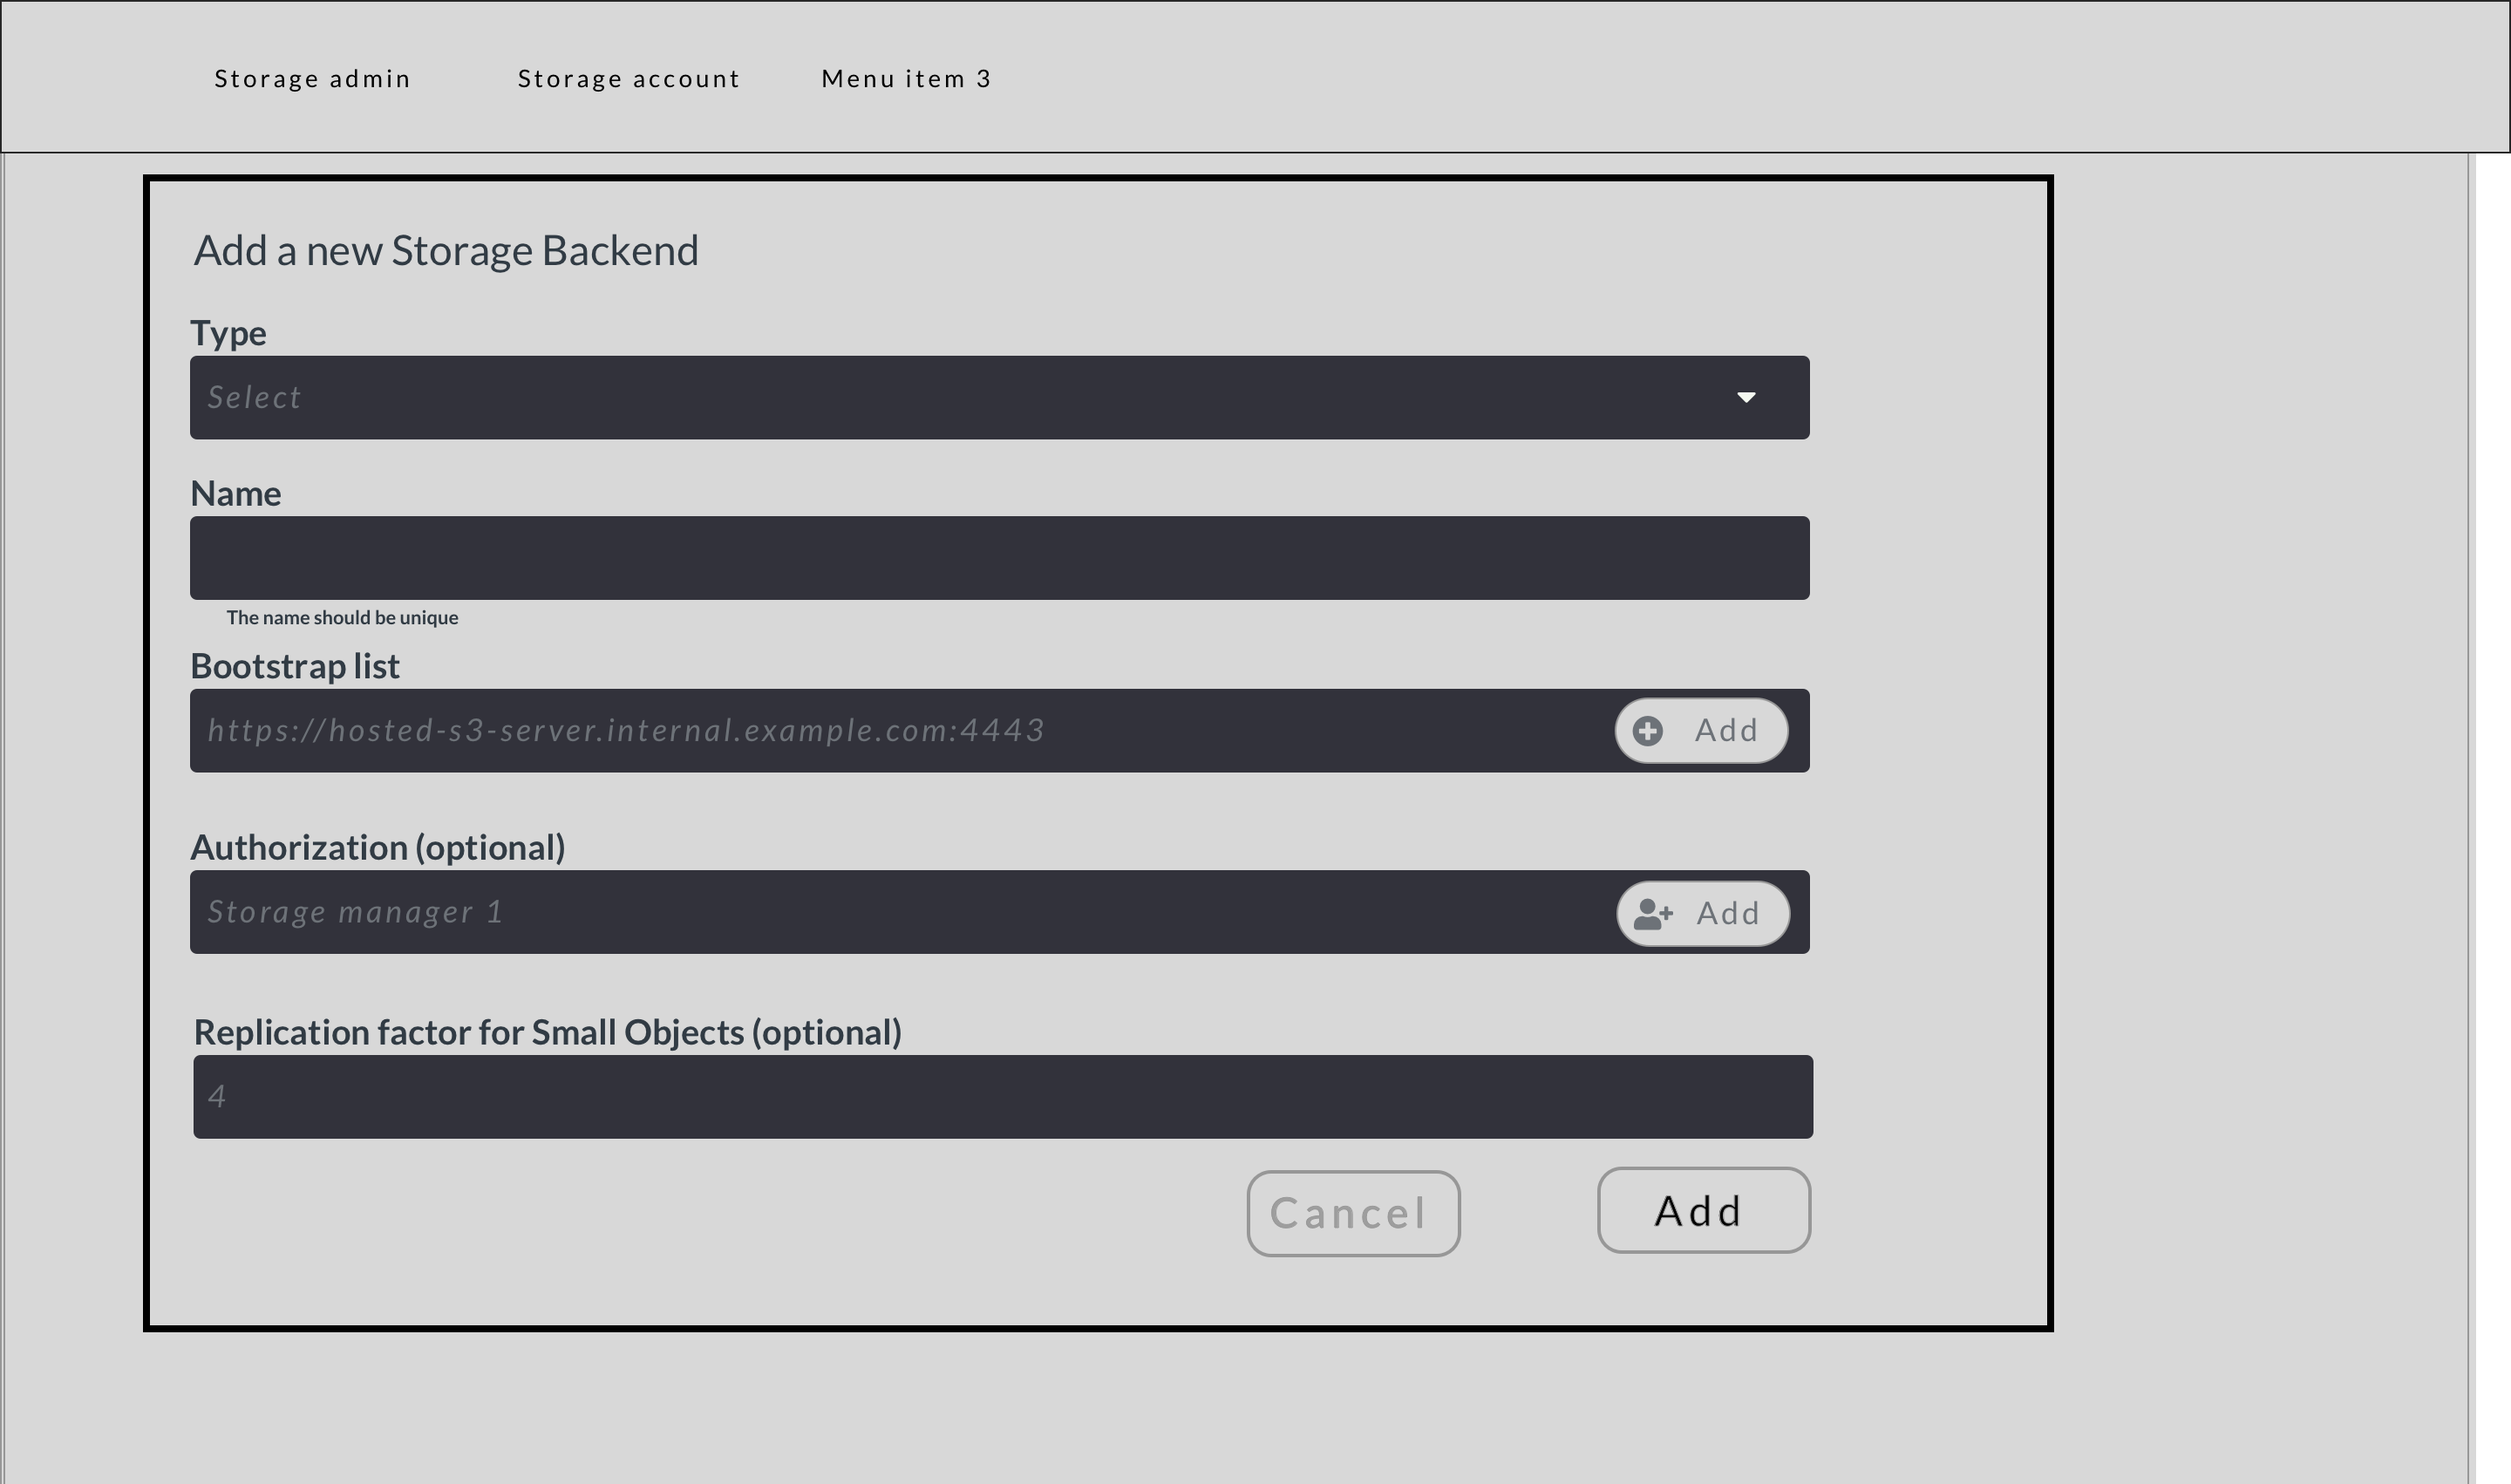 Storage admin Storage account Menu item 3
Add a new Storage Backend
Type
Select
Name
The name should be unique
Bootstrap list
https://hosted-s3-server.internal.example.com:4443 Add
Authorization (optional)
Storage manager 1 Add
Replication factor for Small Objects (optional)
4
Cancel Add